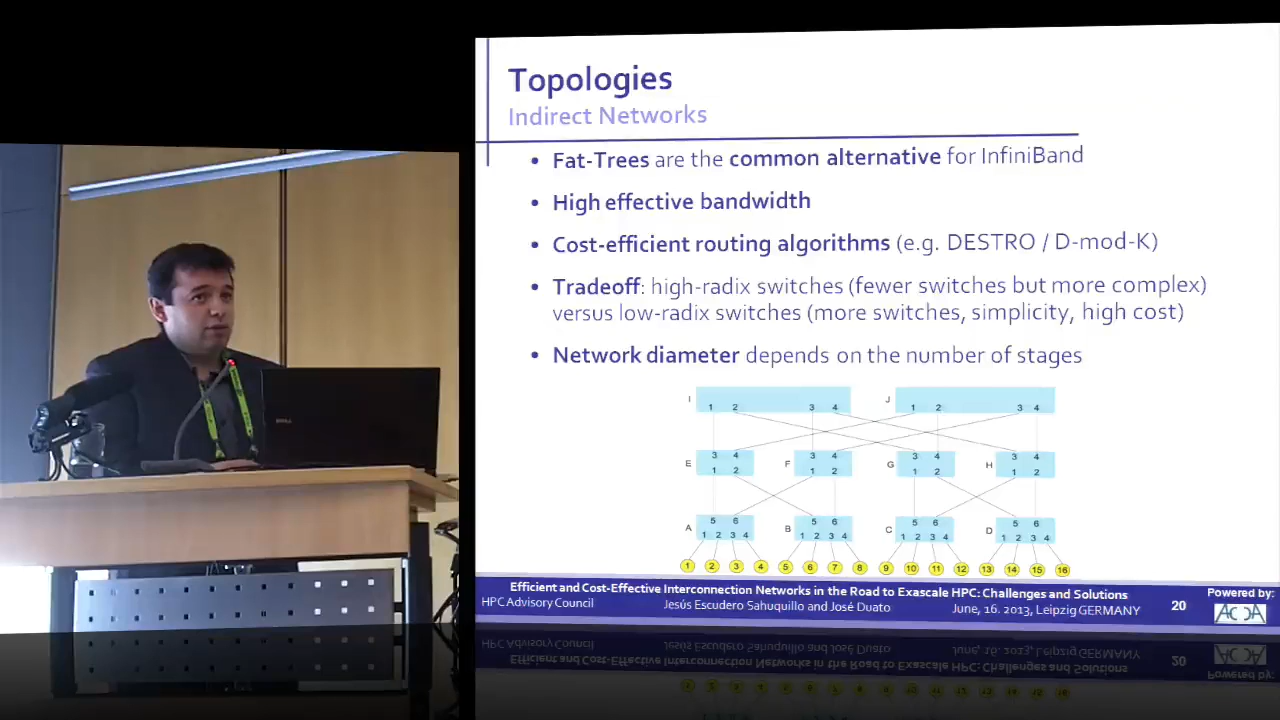 Topologies
Indirect Networks
• Fat-Trees are the common alternative for InfiniBand
• High effective bandwidth
• Cost-efficient routing algorithms (e.g. DESTRO / D-mod-K)
• Tradeoff: high-radix switches (fewer switches but more complex)
versus low-radix switches (more switches, simplicity, high cost)
• Network diameter depends on the number of stages
I 1 2 3 4 J 1 2 3 4
E 3 4 F 3 4 G 3 4 H 3 4
1 2 1 2 1 2 1 2
5 6 5 6 5 6 5 6
A B C D
1 2 3 4 1 2 3 4 1 2 3 4 1 2 3 4
1 2 3 4 5 6 7 8 9 10 11 12 13 14 15 16
Efficient and Cost-Effective Interconnection Networks in the Road to Exascale HPC: Challenges and Solutions
HPC Advisory Council Jesús Escudero Sahuquillo and José Duato June, 16. 2013, Leipzig GERMANY
20
Powered by:
DELL